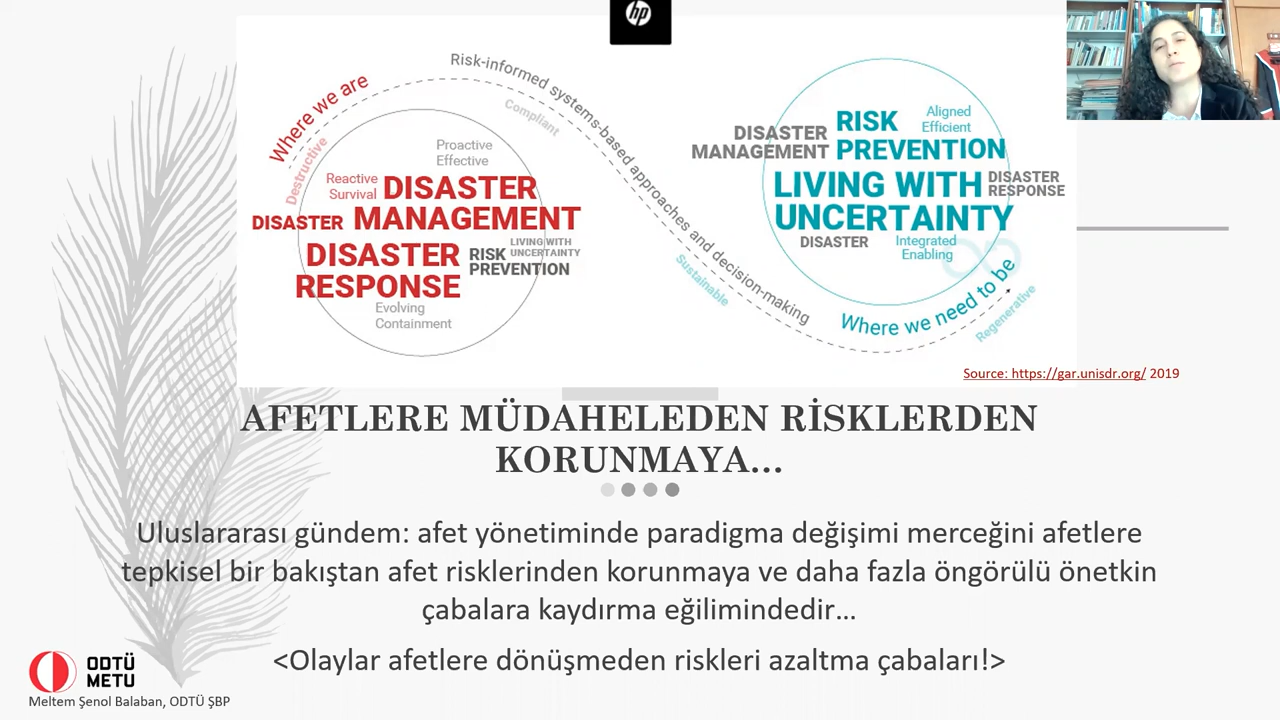 hp
Where we are
Destructive
Risk-informed systems-based approaches and decision-making
Compliant
Proactive
Effective
Reactive
Survival
DISASTER
MANAGEMENT
DISASTER
DISASTER
RESPONSE
RISK
PREVENTION
LIVING WITH
UNCERTAINTY
Evolving
Containment
Sustainable
DISASTER
MANAGEMENT
RISK
PREVENTION
Aligned
Efficient
LIVING WITH
UNCERTAINTY
DISASTER
RESPONSE
DISASTER
Integrated
Enabling
Where we need to be
Regenerative
Source: https://gar.unisdr.org/ 2019
AFETLERE MÜDAHELEDEN RİSKLERDEN
KORUNMAYA...
Uluslararası gündem: afet yönetiminde paradigma değişimi merceğini afetlere
tepkisel bir bakıştan afet risklerinden korunmaya ve daha fazla öngörülü önetkin
çabalara kaydırma eğilimindedir...
<Olaylar afetlere dönüşmeden riskleri azaltma çabaları!>
ODTÜ
METU
Meltem Şenol Balaban, ODTÜ ŞBP